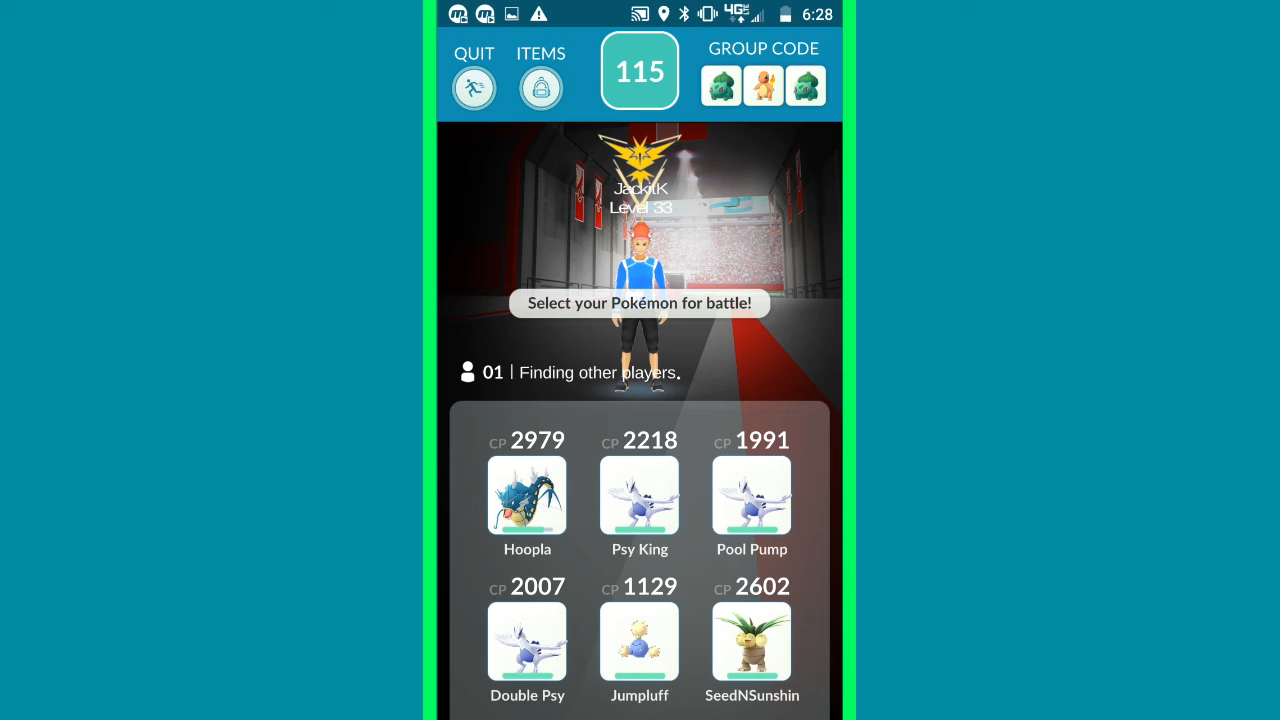 6:28
QUIT ITEMS 115 GROUP CODE
JackitK
Level 33
Select your Pokémon for battle!
01 | Finding other players.
CP 2979 CP 2218 CP 1991
Hoopla Psy King Pool Pump
CP 2007 CP 1129 CP 2602
Double Psy Jumpluff SeedNSunshin